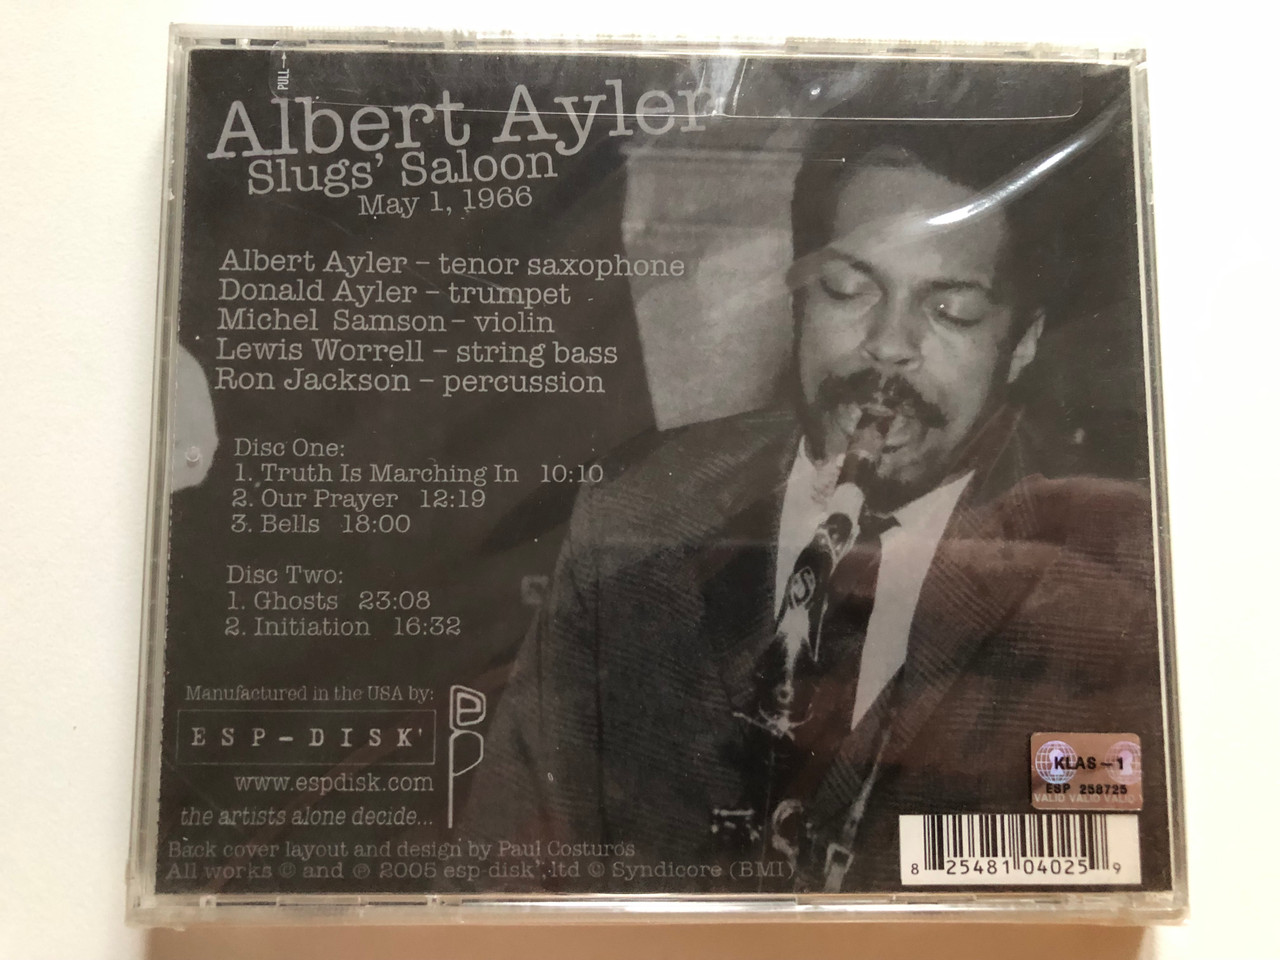 PULL→
Albert Ayler
Slugs' Saloon
May 1, 1966
Albert Ayler – tenor saxophone
Donald Ayler – trumpet
Michel Samson – violin
Lewis Worrell – string bass
Ron Jackson – percussion
Disc One:
1. Truth Is Marching In 10:10
2. Our Prayer 12:19
3. Bells 18:00
Disc Two:
1. Ghosts 23:08
2. Initiation 16:32
Manufactured in the USA by:
ESP-DISK'
www.espdisk.com
the artists alone decide...
Back cover layout and design by Paul Costuros
All works © and ℗ 2005 esp-disk', ltd © Syndicore (BMI)
KLAS-1
ESP 258725
VALID VALID VALID
8 25481 04025 9